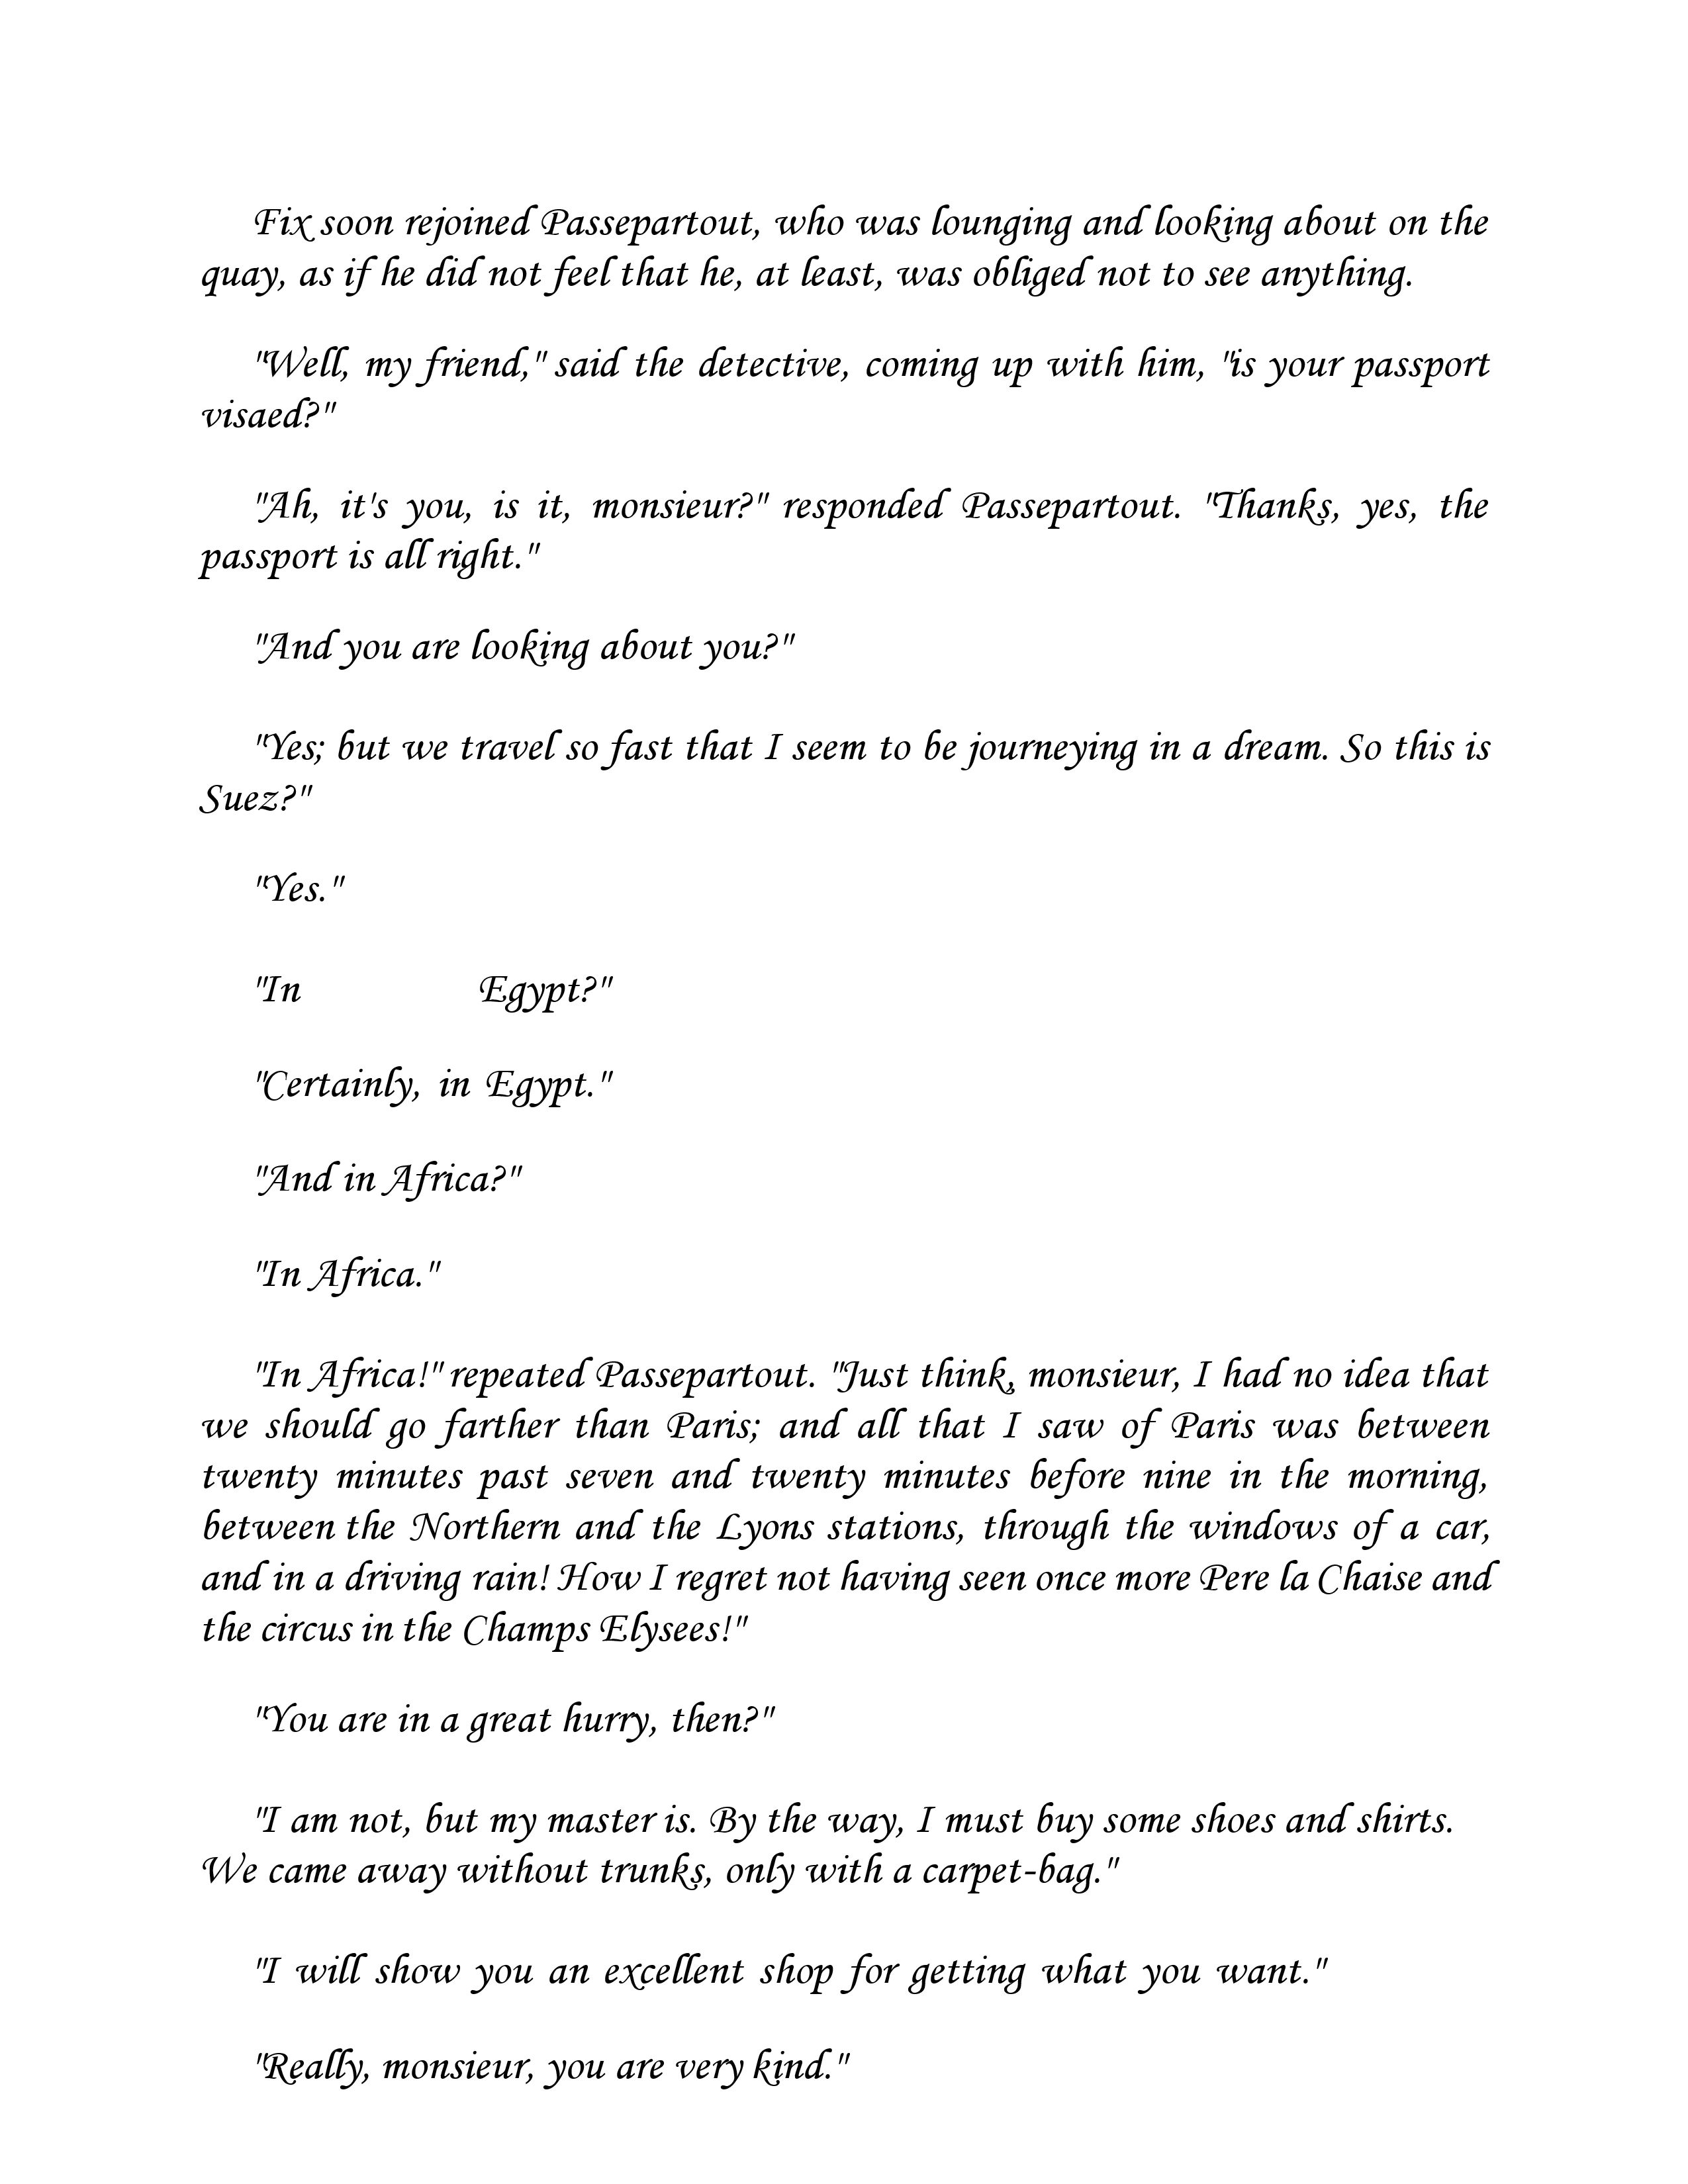 Fix soon rejoined Passepartout, who was lounging and looking about on the
quay, as if he did not feel that he, at least, was obliged not to see anything.
"Well, my friend," said the detective, coming up with him, "is your passport
visaed?"
"Ah, it's you, is it, monsieur?" responded Passepartout. "Thanks, yes, the
passport is all right."
"And you are looking about you?"
"Yes; but we travel so fast that I seem to be journeying in a dream. So this is
Suez?"
"Yes."
"In Egypt?"
"Certainly, in Egypt."
"And in Africa?"
"In Africa."
"In Africa!" repeated Passepartout. "Just think, monsieur, I had no idea that
we should go farther than Paris; and all that I saw of Paris was between
twenty minutes past seven and twenty minutes before nine in the morning,
between the Northern and the Lyons stations, through the windows of a car,
and in a driving rain! How I regret not having seen once more Pere la Chaise and
the circus in the Champs Elysees!"
"You are in a great hurry, then?"
"I am not, but my master is. By the way, I must buy some shoes and shirts.
We came away without trunks, only with a carpet-bag."
"I will show you an excellent shop for getting what you want."
"Really, monsieur, you are very kind."